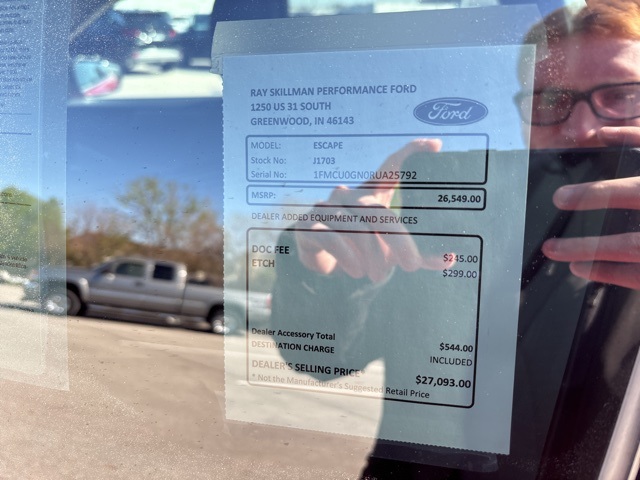 RAY SKILLMAN PERFORMANCE FORD
1250 US 31 SOUTH
GREENWOOD, IN 46143
Ford
MODEL: ESCAPE
Stock No: J1703
Serial No: 1FMCU0GN0RUA25792
MSRP: 26,549.00
DEALER ADDED EQUIPMENT AND SERVICES
DOC FEE $245.00
ETCH $299.00
Dealer Accessory Total $544.00
DESTINATION CHARGE INCLUDED
DEALER'S SELLING PRICE* $27,093.00
* Not the Manufacturer's Suggested Retail Price